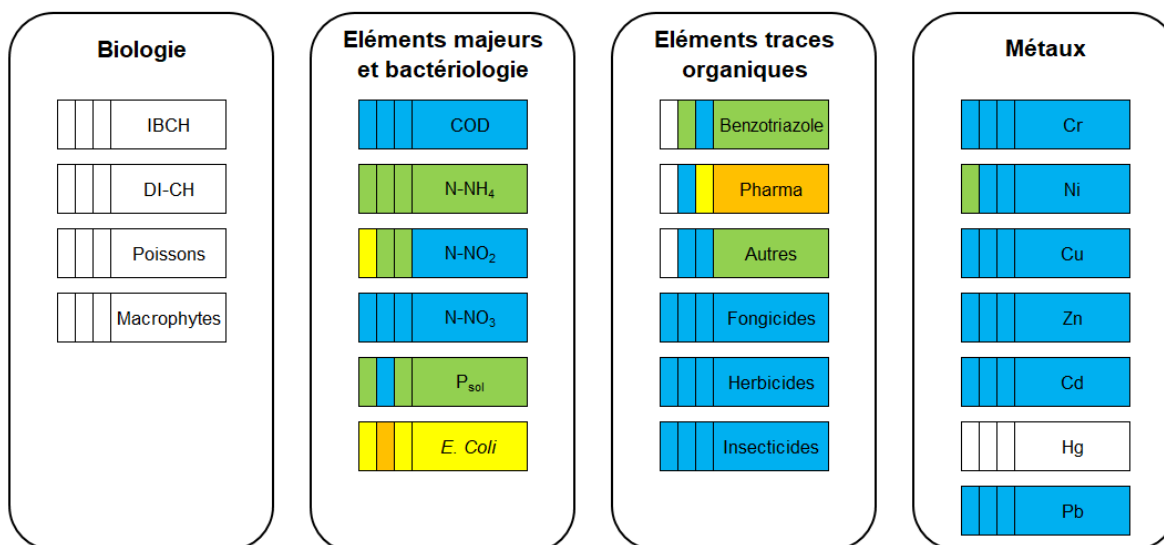 Biologie
IBCH
DI-CH
Poissons
Macrophytes
Eléments majeurs
et bactériologie
COD
N-NH₄
N-NO₂
N-NO₃
Psol
E. Coli
Eléments traces
organiques
Benzotriazole
Pharma
Autres
Fongicides
Herbicides
Insecticides
Métaux
Cr
Ni
Cu
Zn
Cd
Hg
Pb